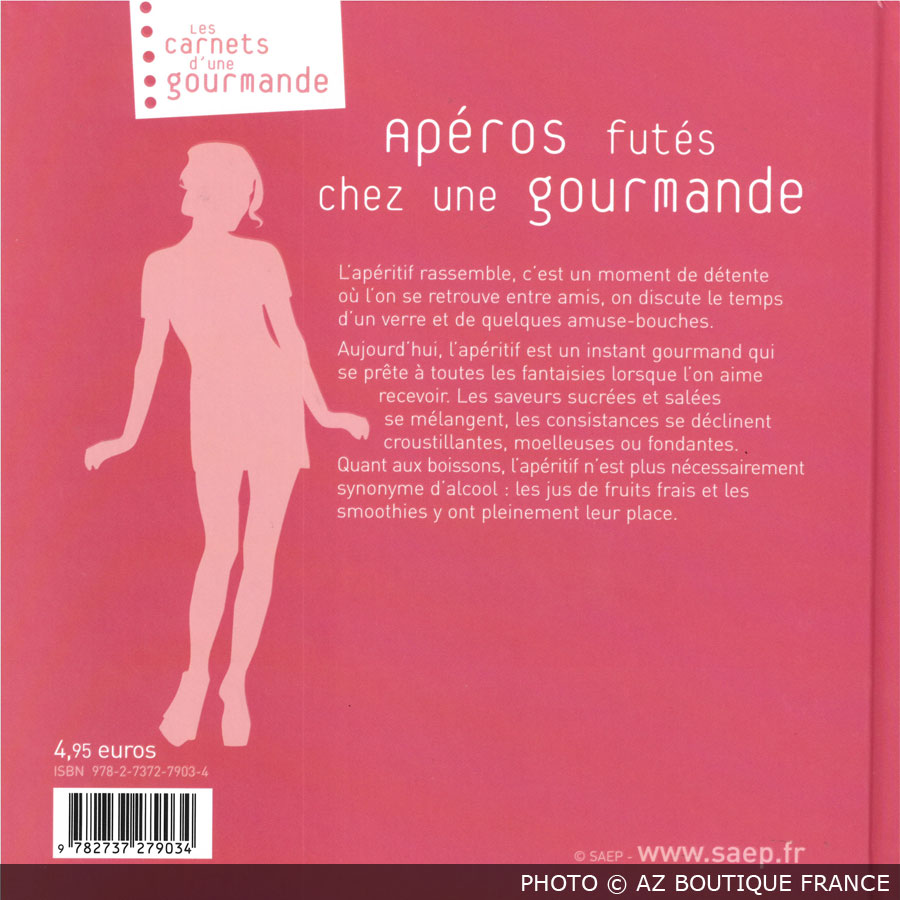 Les
carnets
d'une
gourmande
Apéros futés
chez une gourmande
L'apéritif rassemble, c'est un moment de détente
où l'on se retrouve entre amis, on discute le temps
d'un verre et de quelques amuse-bouches.
Aujourd'hui, l'apéritif est un instant gourmand qui
se prête à toutes les fantaisies lorsque l'on aime
recevoir. Les saveurs sucrées et salées
se mélangent, les consistances se déclinent
croustillantes, moelleuses ou fondantes.
Quant aux boissons, l'apéritif n'est plus nécessairement
synonyme d'alcool : les jus de fruits frais et les
smoothies y ont pleinement leur place.
4,95 euros
ISBN 978-2-7372-7903-4
9 782737 279034
© SAEP - www.saep.fr
PHOTO © AZ BOUTIQUE FRANCE